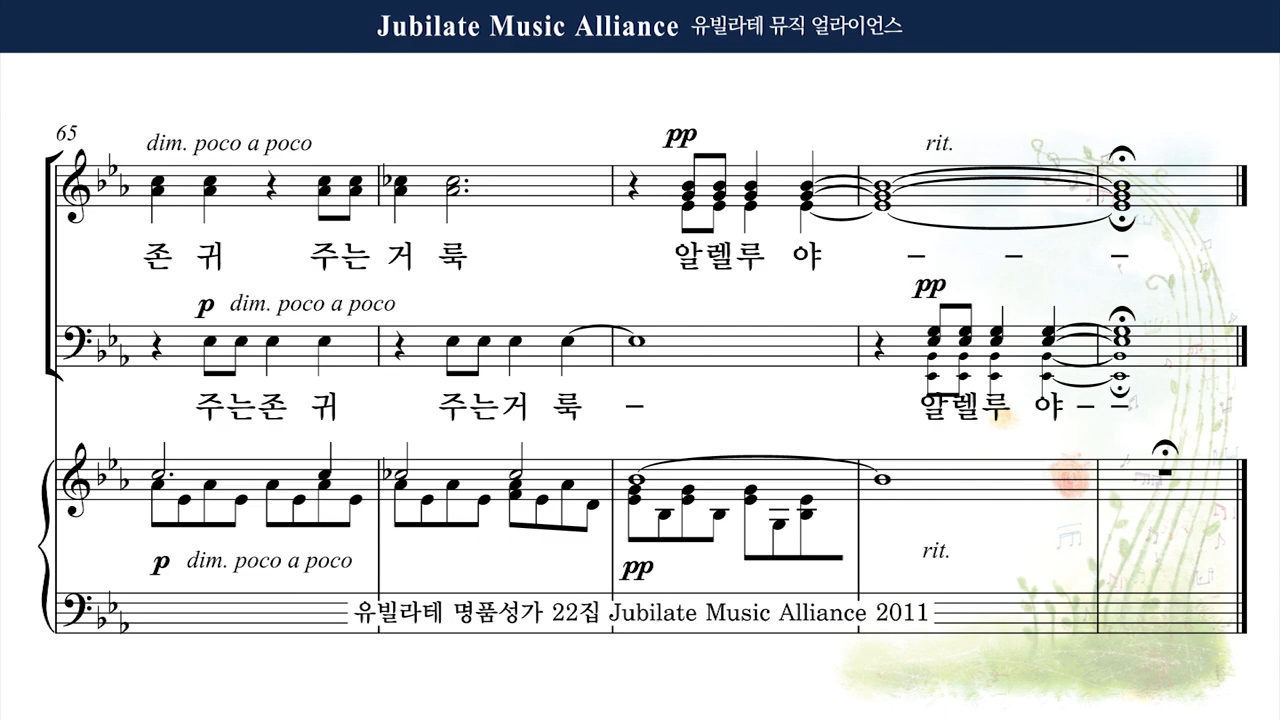 Jubilate Music Alliance 유빌라테 뮤직 얼라이언스
65
dim. poco a poco
pp
rit.
존 귀 주는 거 룩 알렐루 야 – – –
p dim. poco a poco
pp
주는존 귀 주는거 룩 – 알렐루 야 – –
p dim. poco a poco
pp
rit.
유빌라테 명품성가 22집 Jubilate Music Alliance 2011